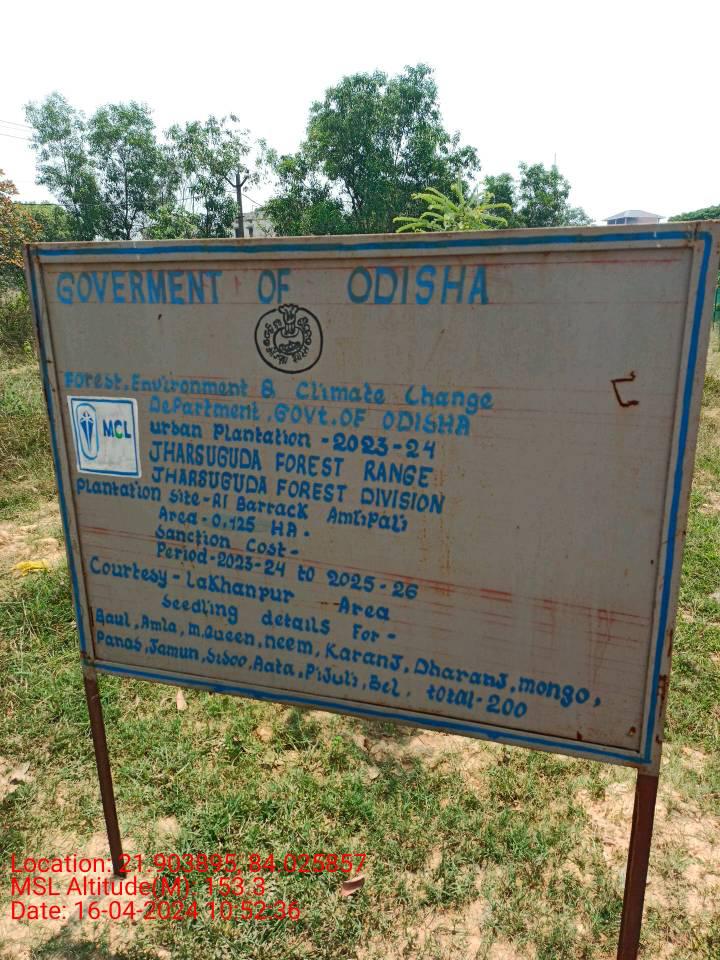 GOVERMENT OF ODISHA
Forest, Environment & Climate Change
DePartment, GOVt. OF ODISHA
MCL
urban Plantation - 2023-24
JHARSUGUDA FOREST RANGE
JHARSUGUDA FOREST DIVISION
Plantation Site - RI Barrack Amlipali
Area - 0.125 HA.
Sanction Cost -
Period - 2023-24 to 2025-26
Courtesy - LaKhanpur Area
Seedling details For -
Baul, Amla, m.Queen, neem, KaranJ, DharanJ, mongo,
Panas, Jamun, Sisoo, Aata, PiJuli, Bel, total - 200
Location: 21.903895, 84.025857
MSL Altitude(M): 153.3
Date: 16-04-2024 10:52:36